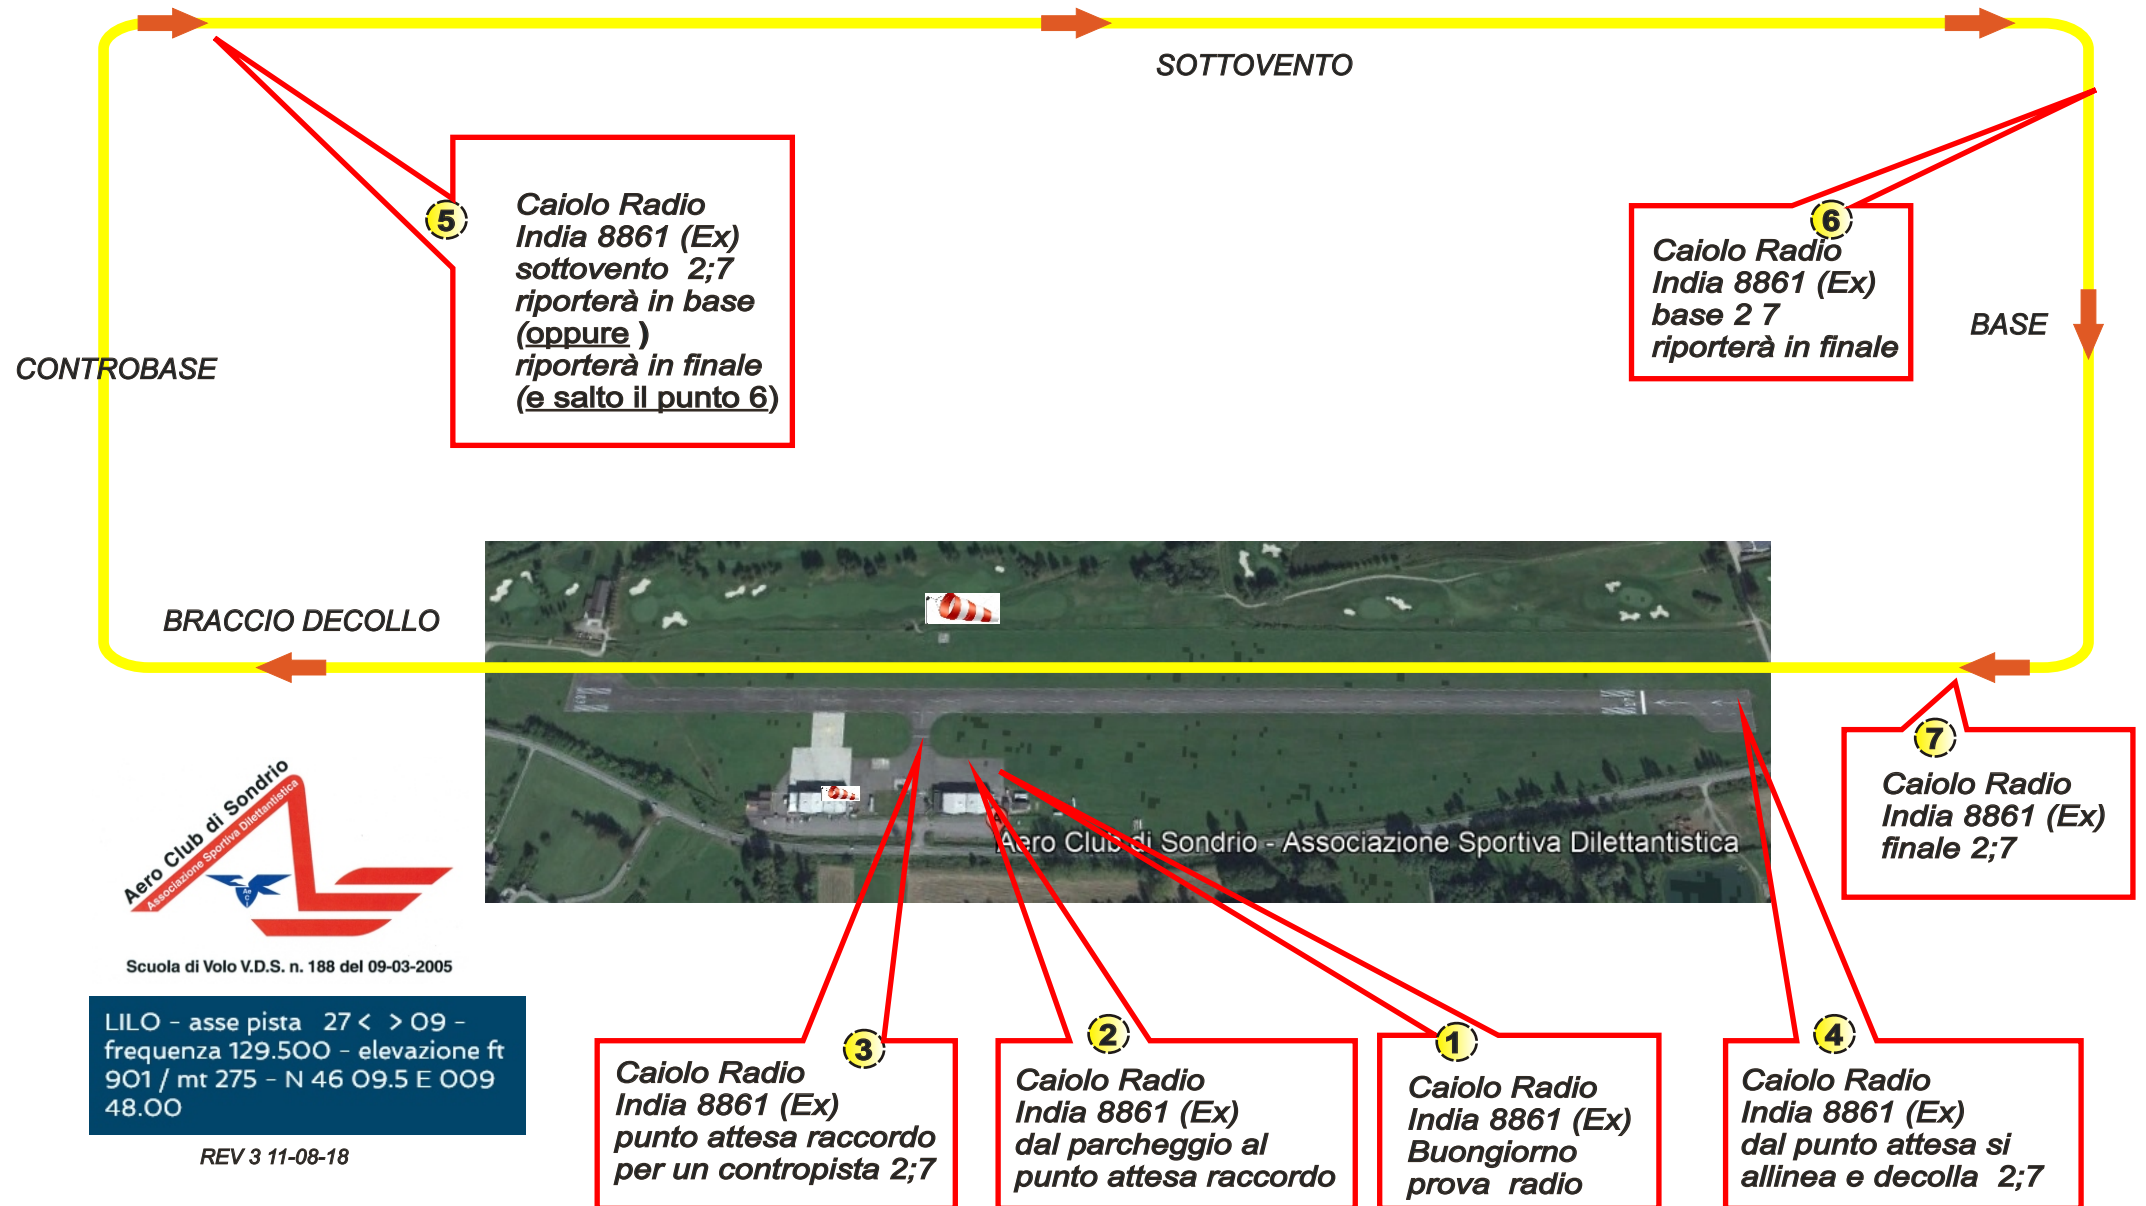 SOTTOVENTO
5
Caiolo Radio
India 8861 (Ex)
sottovento 2;7
riporterà in base
(oppure )
riporterà in finale
(e salto il punto 6)
6
Caiolo Radio
India 8861 (Ex)
base 2 7
riporterà in finale
BASE
CONTROBASE
BRACCIO DECOLLO
7
Caiolo Radio
India 8861 (Ex)
finale 2;7
Aero Club di Sondrio - Associazione Sportiva Dilettantistica
Aero Club di Sondrio
Associazione Sportiva Dilettantistica
Scuola di Volo V.D.S. n. 188 del 09-03-2005
LILO - asse pista 27 < > 09 -
frequenza 129.500 - elevazione ft
901 / mt 275 - N 46 09.5 E 009
48.00
REV 3 11-08-18
3
Caiolo Radio
India 8861 (Ex)
punto attesa raccordo
per un contropista 2;7
2
Caiolo Radio
India 8861 (Ex)
dal parcheggio al
punto attesa raccordo
1
Caiolo Radio
India 8861 (Ex)
Buongiorno
prova radio
4
Caiolo Radio
India 8861 (Ex)
dal punto attesa si
allinea e decolla 2;7